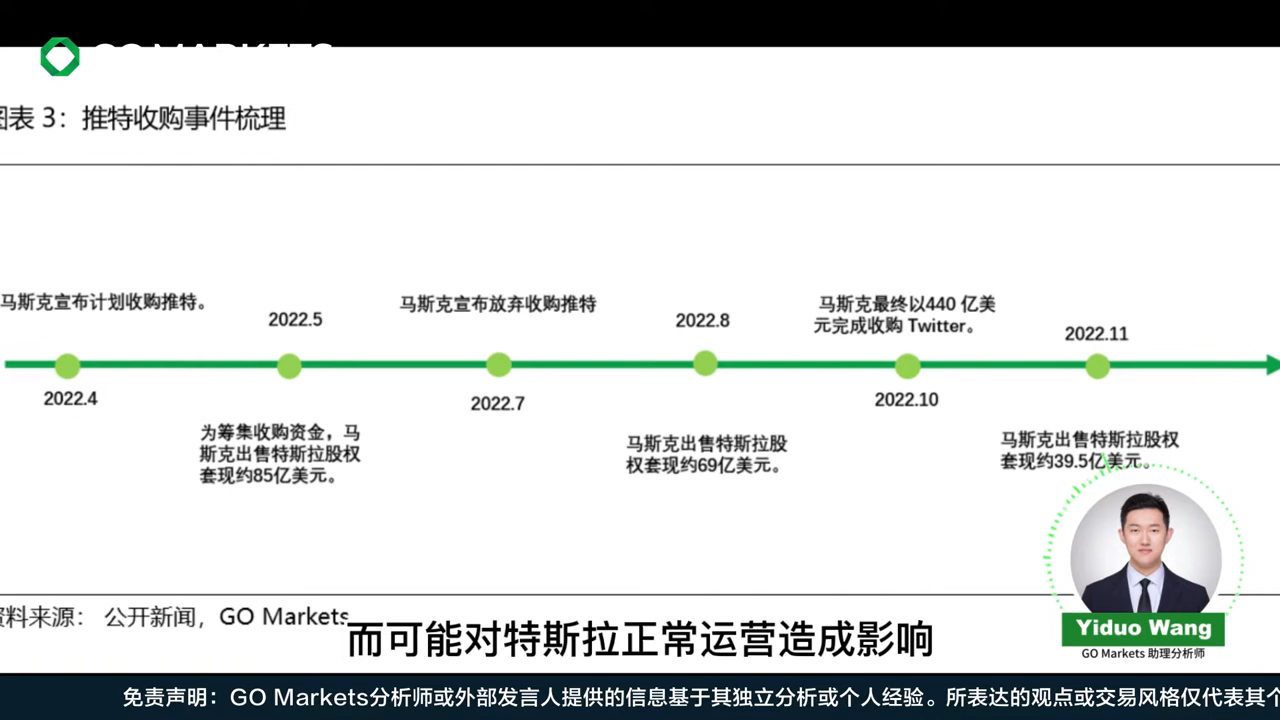 GO MARKETS
图表 3：推特收购事件梳理
马斯克宣布计划收购推特。
2022.4
2022.5
为筹集收购资金，马
斯克出售特斯拉股权
套现约85亿美元。
马斯克宣布放弃收购推特
2022.7
2022.8
马斯克出售特斯拉股
权套现约69亿美元。
马斯克最终以440 亿美
元完成收购 Twitter。
2022.10
2022.11
马斯克出售特斯拉股权
套现约39.5亿美元。
资料来源： 公开新闻，GO Markets
而可能对特斯拉正常运营造成影响
Yiduo Wang
GO Markets 助理分析师
免责声明：GO Markets分析师或外部发言人提供的信息基于其独立分析或个人经验。所表达的观点或交易风格仅代表其个